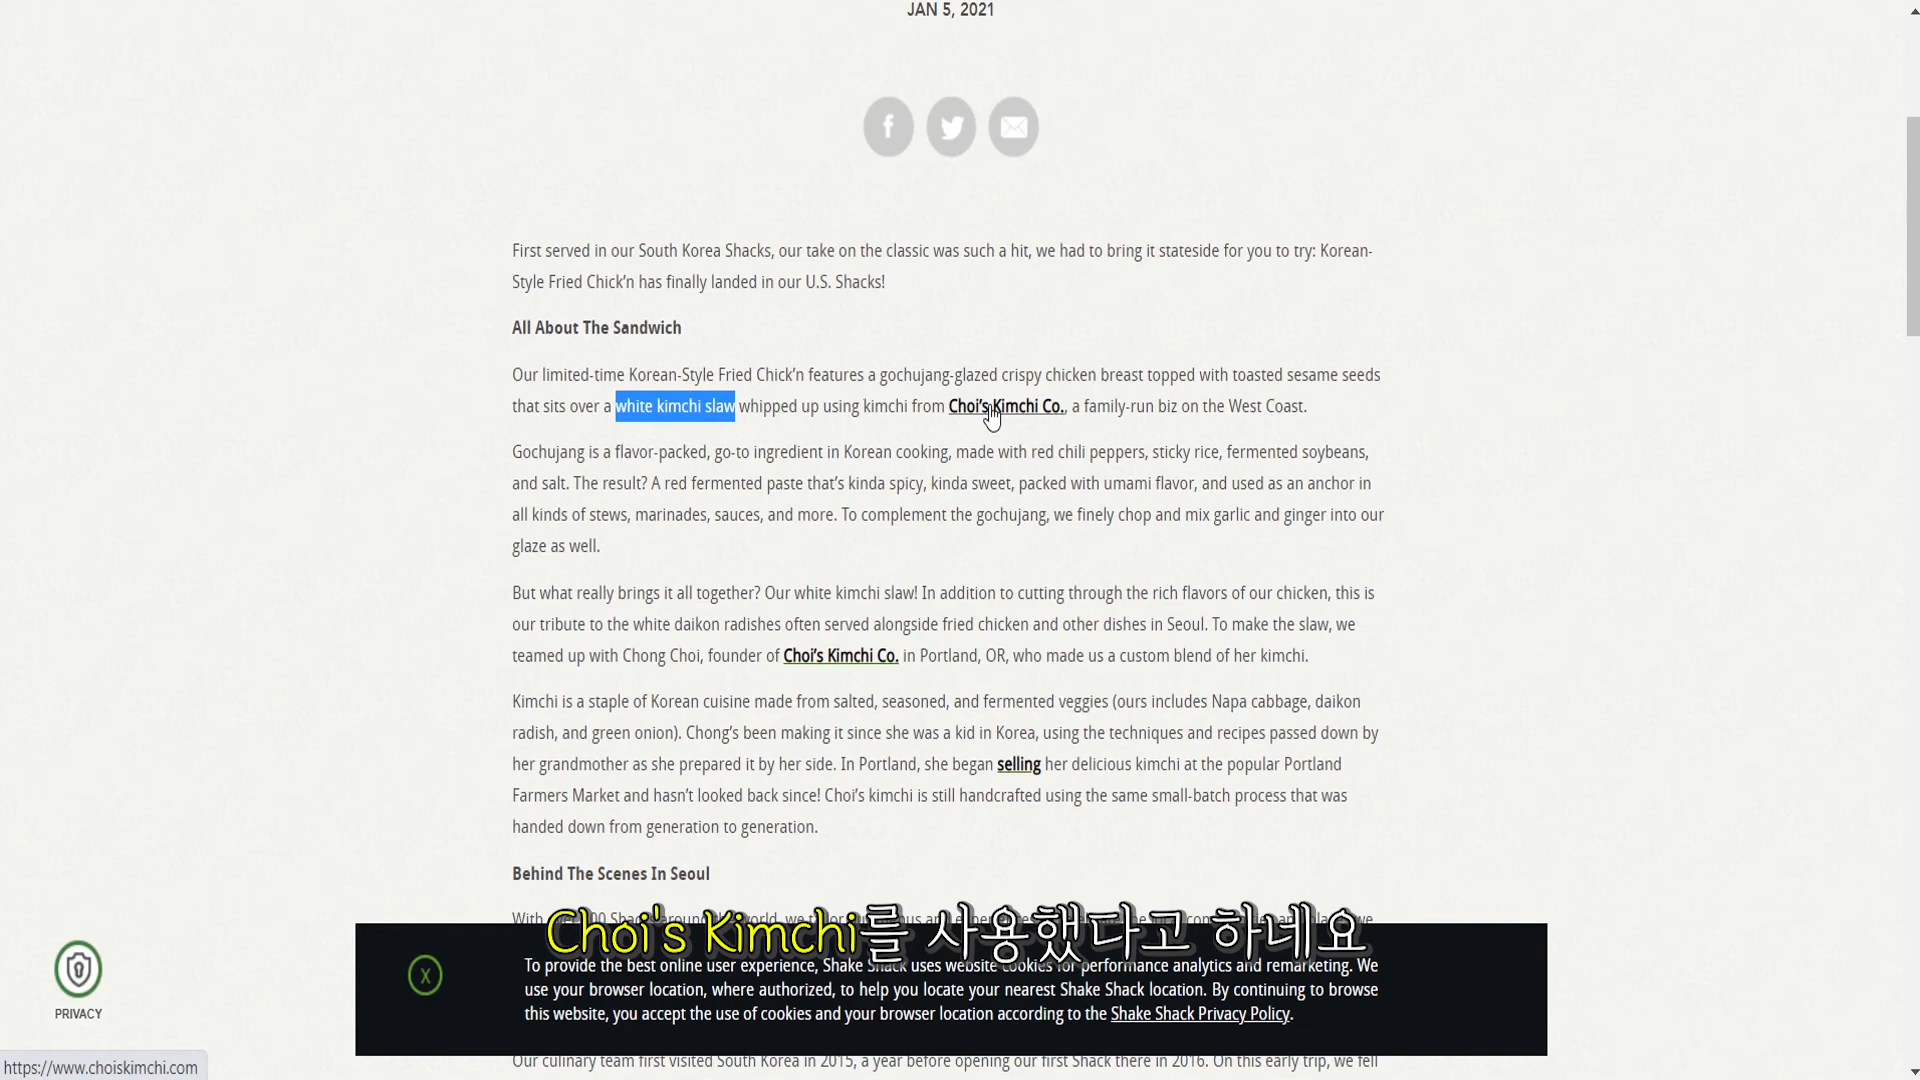 JAN 5, 2021
f
First served in our South Korea Shacks, our take on the classic was such a hit, we had to bring it stateside for you to try: Korean-
Style Fried Chick’n has finally landed in our U.S. Shacks!
All About The Sandwich
Our limited-time Korean-Style Fried Chick’n features a gochujang-glazed crispy chicken breast topped with toasted sesame seeds
that sits over a white kimchi slaw whipped up using kimchi from Choi’s Kimchi Co., a family-run biz on the West Coast.
Gochujang is a flavor-packed, go-to ingredient in Korean cooking, made with red chili peppers, sticky rice, fermented soybeans,
and salt. The result? A red fermented paste that’s kinda spicy, kinda sweet, packed with umami flavor, and used as an anchor in
all kinds of stews, marinades, sauces, and more. To complement the gochujang, we finely chop and mix garlic and ginger into our
glaze as well.
But what really brings it all together? Our white kimchi slaw! In addition to cutting through the rich flavors of our chicken, this is
our tribute to the white daikon radishes often served alongside fried chicken and other dishes in Seoul. To make the slaw, we
teamed up with Chong Choi, founder of Choi’s Kimchi Co. in Portland, OR, who made us a custom blend of her kimchi.
Kimchi is a staple of Korean cuisine made from salted, seasoned, and fermented veggies (ours includes Napa cabbage, daikon
radish, and green onion). Chong’s been making it since she was a kid in Korea, using the techniques and recipes passed down by
her grandmother as she prepared it by her side. In Portland, she began selling her delicious kimchi at the popular Portland
Farmers Market and hasn’t looked back since! Choi’s kimchi is still handcrafted using the same small-batch process that was
handed down from generation to generation.
Behind The Scenes In Seoul
Choi's Kimchi를 사용했다고 하네요
X
To provide the best online user experience, Shake Shack uses website cookies for performance analytics and remarketing. We
use your browser location, where authorized, to help you locate your nearest Shake Shack location. By continuing to browse
this website, you accept the use of cookies and your browser location according to the Shake Shack Privacy Policy.
PRIVACY
Our culinary team first visited South Korea in 2015, a year before opening our first Shack there in 2016. On this early trip, we fell
https://www.choiskimchi.com